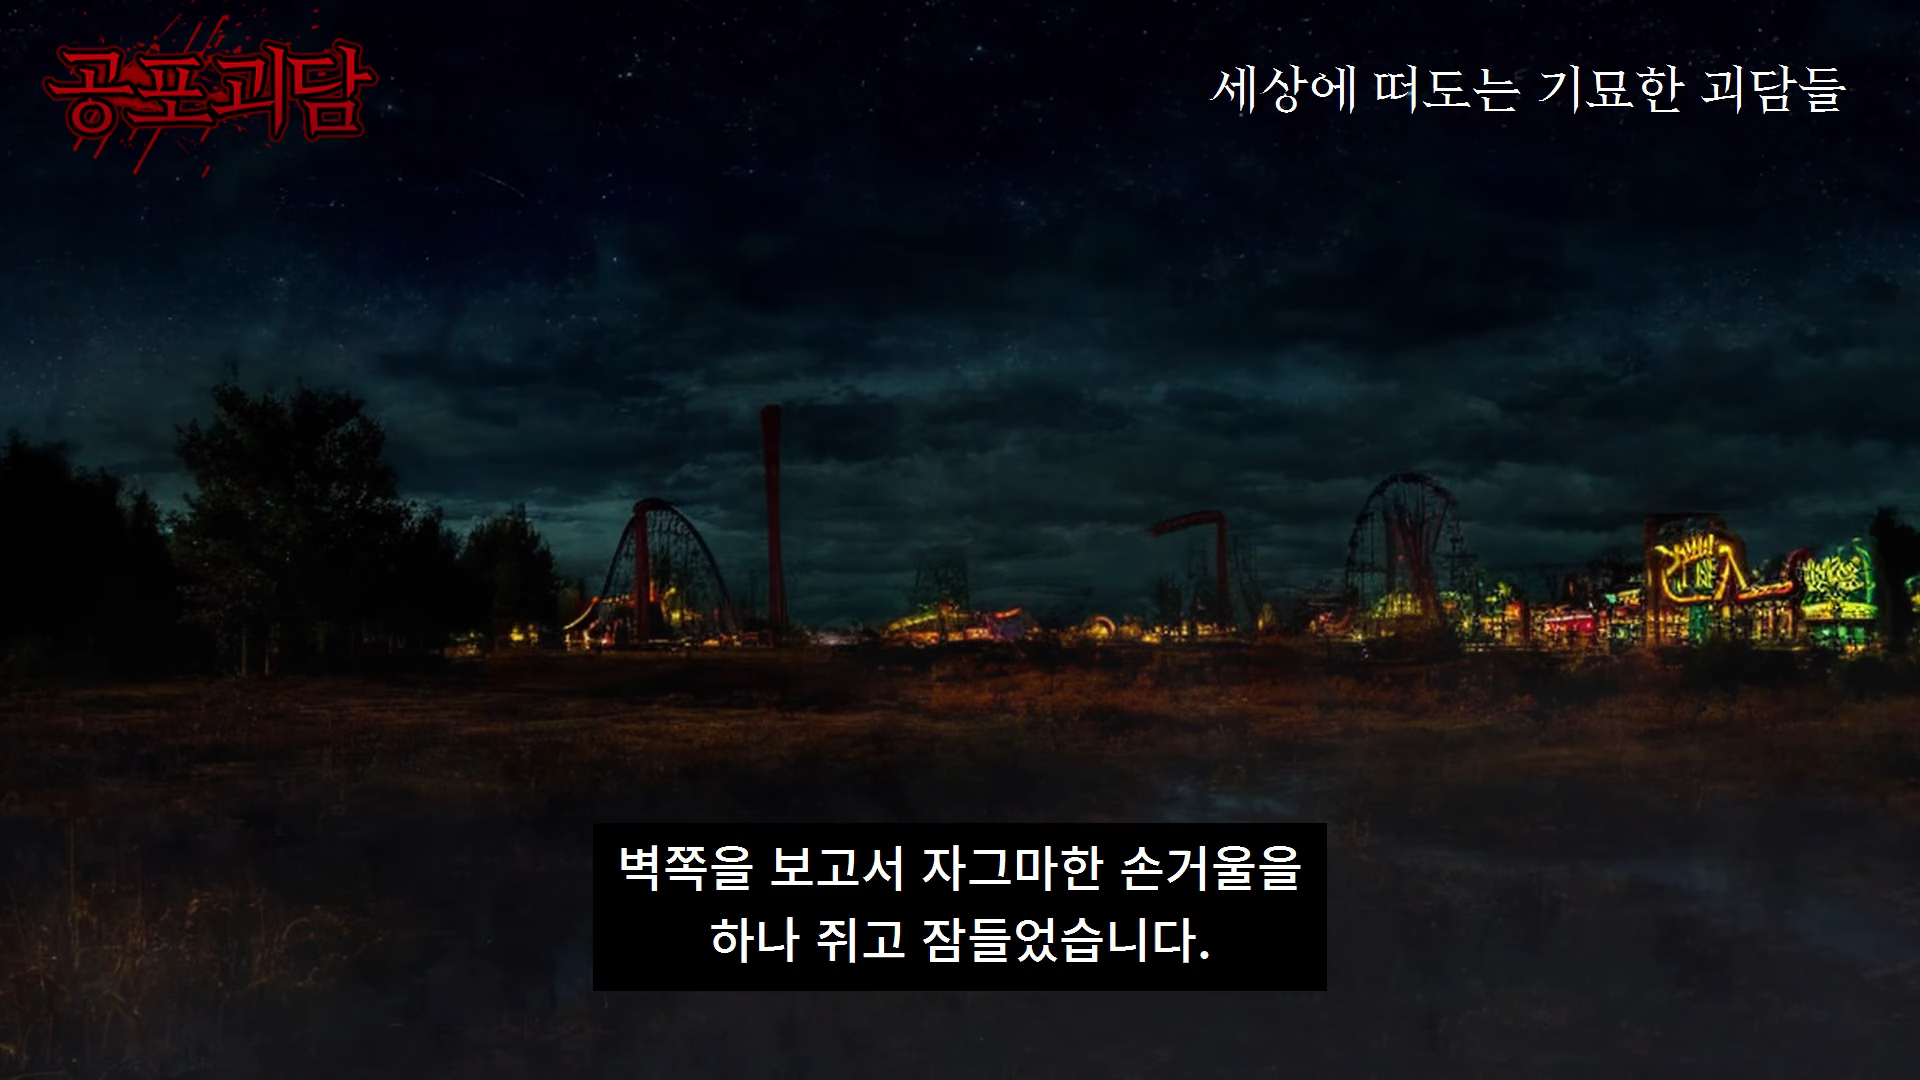 공포괴담
세상에 떠도는 기묘한 괴담들
벽쪽을 보고서 자그마한 손거울을
하나 쥐고 잠들었습니다.